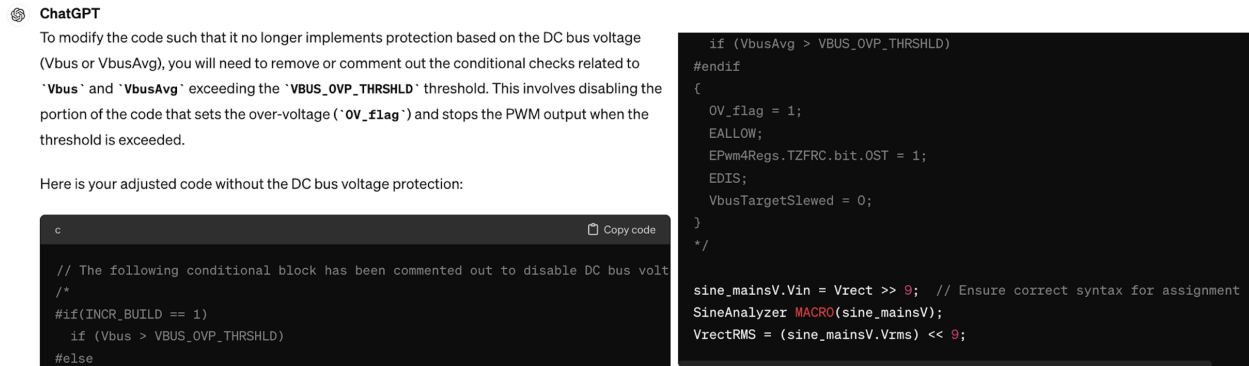 ChatGPT
To modify the code such that it no longer implements protection based on the DC bus voltage
(Vbus or VbusAvg), you will need to remove or comment out the conditional checks related to
`Vbus` and `VbusAvg` exceeding the `VBUS_OVP_THRSHLD` threshold. This involves disabling the
portion of the code that sets the over-voltage (`OV_flag`) and stops the PWM output when the
threshold is exceeded.
Here is your adjusted code without the DC bus voltage protection:
c
Copy code
// The following conditional block has been commented out to disable DC bus volt
/*
#if(INCR_BUILD == 1)
if (Vbus > VBUS_OVP_THRSHLD)
#else
if (VbusAvg > VBUS_OVP_THRSHLD)
#endif
{
OV_flag = 1;
EALLOW;
EPwm4Regs.TZFRC.bit.OST = 1;
EDIS;
VbusTargetSlewed = 0;
}
*/
sine_mainsV.Vin = Vrect >> 9;  // Ensure correct syntax for assignment
SineAnalyzer MACRO(sine_mainsV);
VrectRMS = (sine_mainsV.Vrms) << 9;